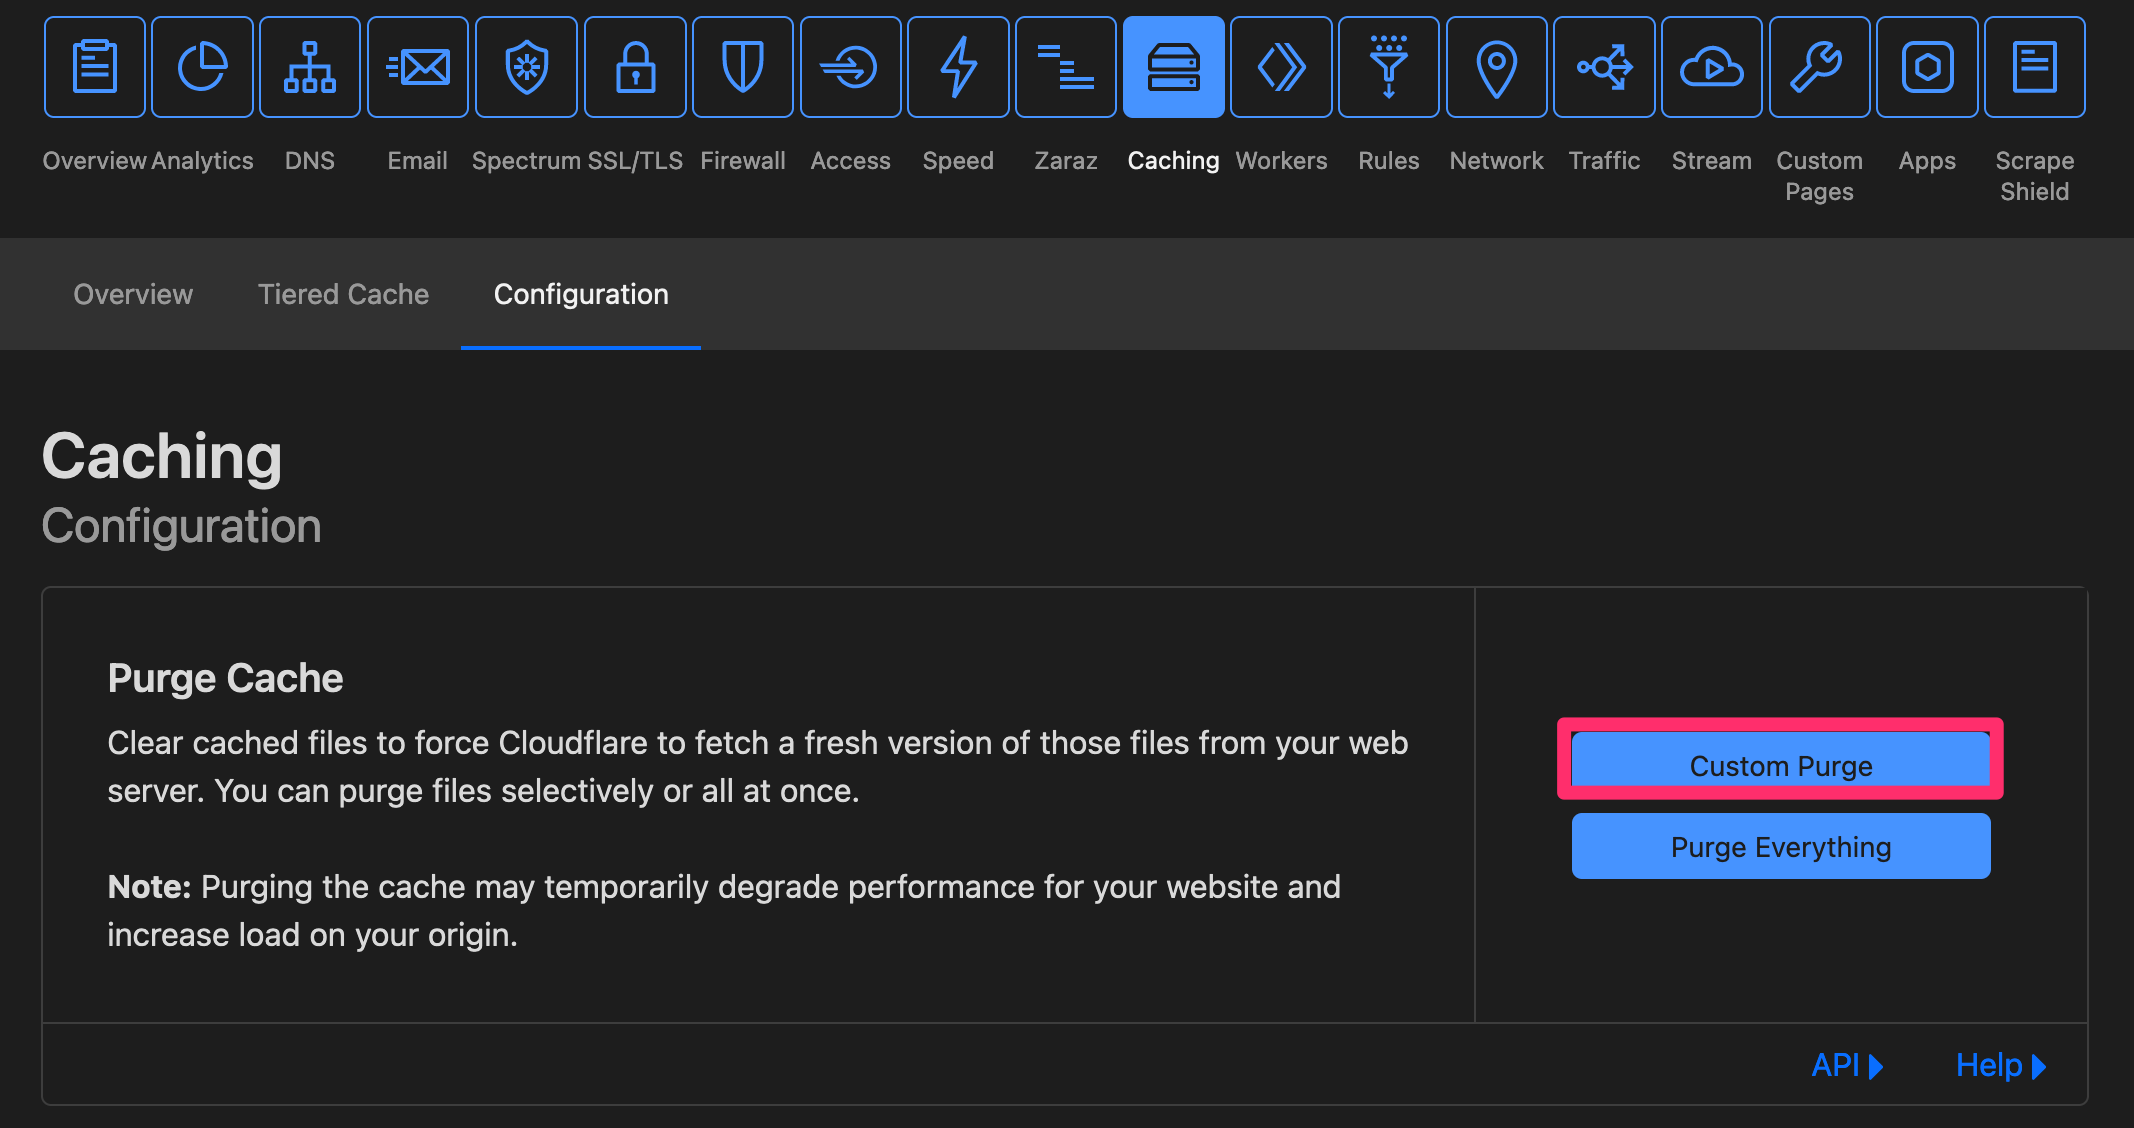 Overview Analytics DNS Email Spectrum SSL/TLS Firewall Access Speed Zaraz Caching Workers Rules Network Traffic Stream Custom Pages Apps Scrape Shield
Overview Tiered Cache Configuration
Caching
Configuration
Purge Cache
Clear cached files to force Cloudflare to fetch a fresh version of those files from your web
server. You can purge files selectively or all at once.
Note: Purging the cache may temporarily degrade performance for your website and
increase load on your origin.
Custom Purge
Purge Everything
API Help